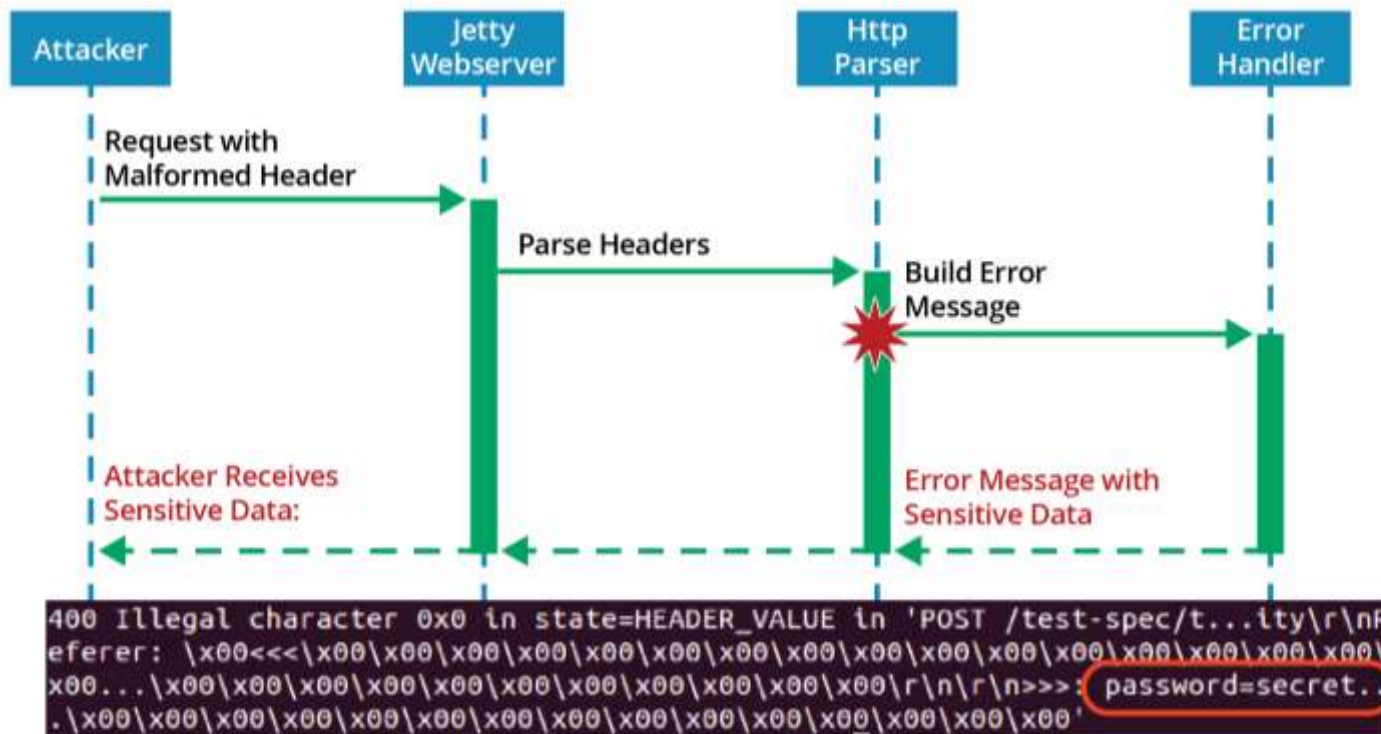 Attacker
Jetty
Webserver
Http
Parser
Error
Handler
Request with
Malformed Header
Parse Headers
Build Error
Message
Attacker Receives
Sensitive Data:
Error Message with
Sensitive Data
400 Illegal character 0x0 in state=HEADER_VALUE in 'POST /test-spec/t...ity\r\nR
eferer: \x00<<<\x00\x00\x00\x00\x00\x00\x00\x00\x00\x00\x00\x00\x00\x00\x00\x00\
x00...\x00\x00\x00\x00\x00\x00\x00\x00\x00\x00\x00\x00\x00\r\n\r\n>>>: password=secret..
.\x00\x00\x00\x00\x00\x00\x00\x00\x00\x00\x00\x00\x00\x00\x00\x00'